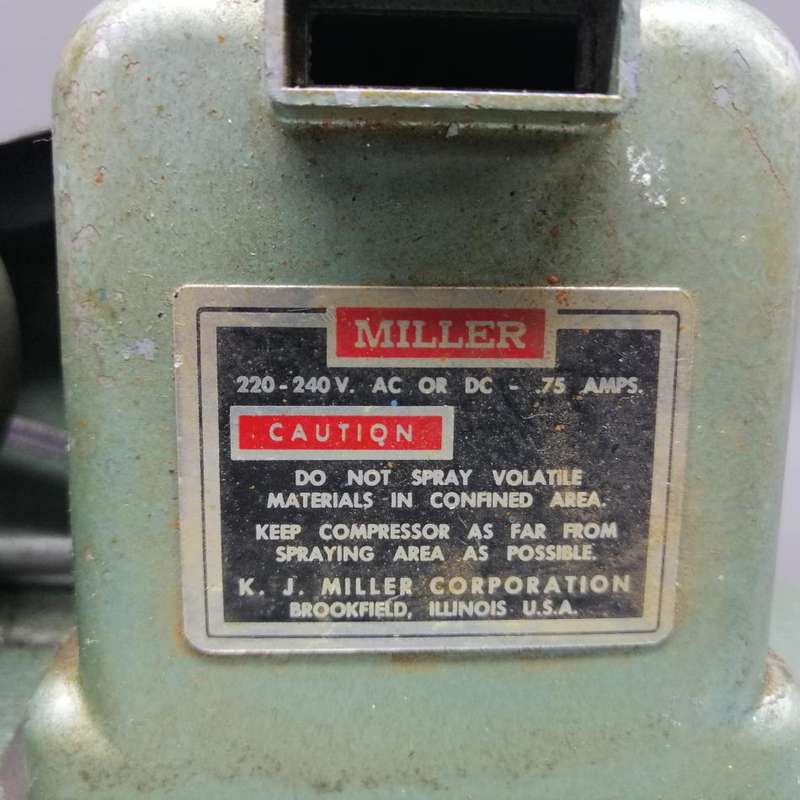 MILLER
220-240V. AC OR DC - .75 AMPS.
CAUTION
DO NOT SPRAY VOLATILE
MATERIALS IN CONFINED AREA.
KEEP COMPRESSOR AS FAR FROM
SPRAYING AREA AS POSSIBLE.
K. J. MILLER CORPORATION
BROOKFIELD, ILLINOIS U.S.A.